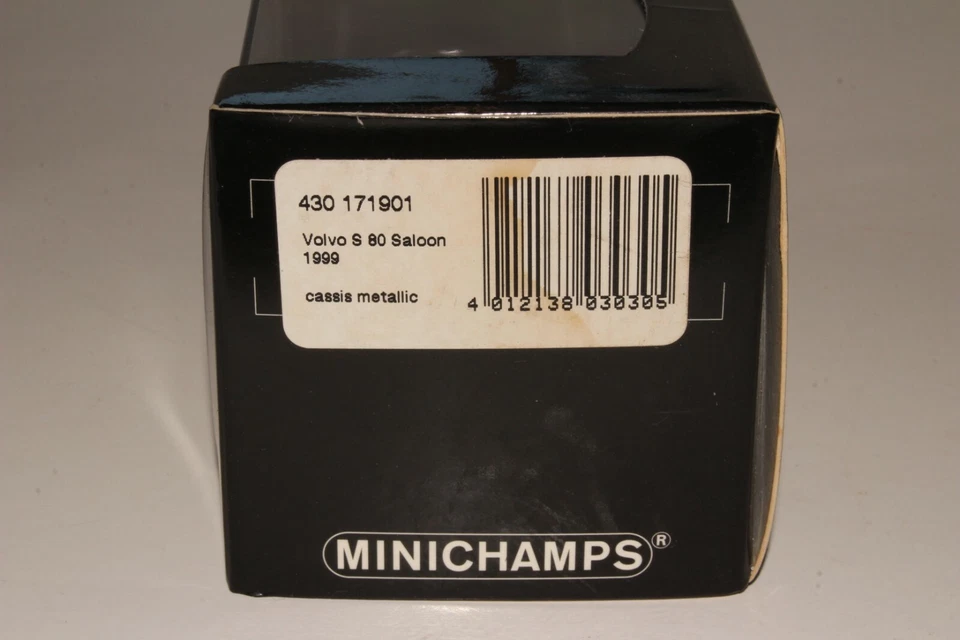 430 171901
Volvo S 80 Saloon
1999
cassis metallic
4 012138 030305
MINICHAMPS®